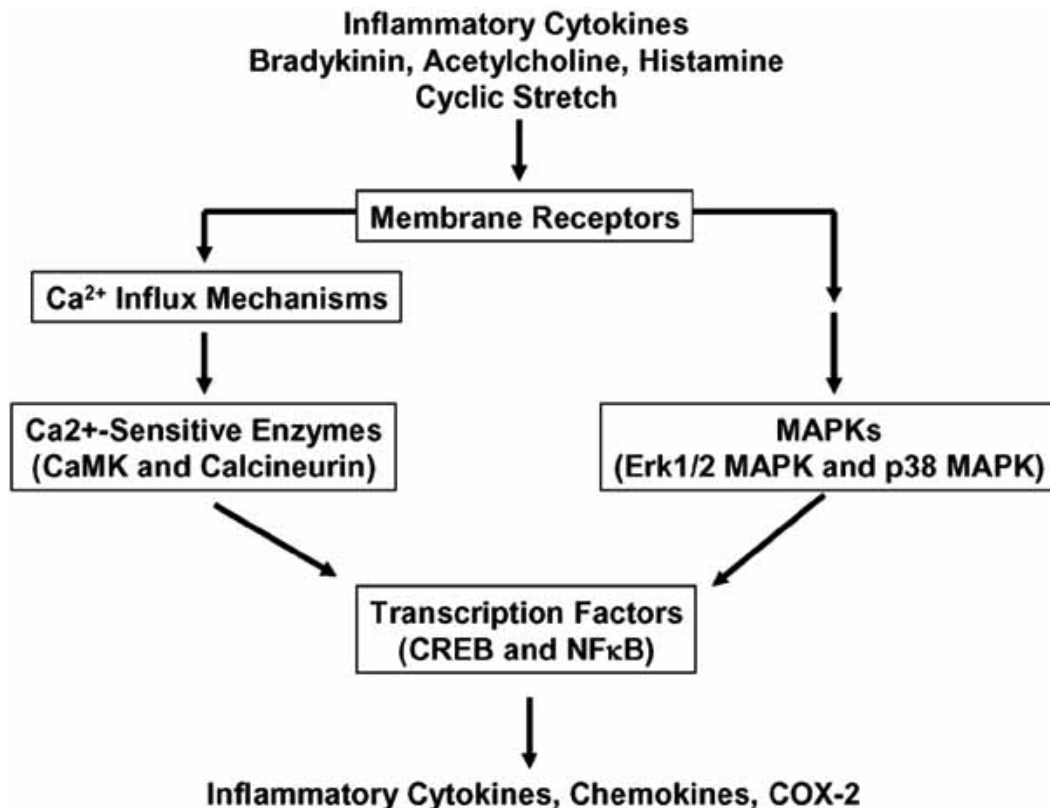 Inflammatory Cytokines
Bradykinin, Acetylcholine, Histamine
Cyclic Stretch
Membrane Receptors
Ca²⁺ Influx Mechanisms
Ca2+-Sensitive Enzymes
(CaMK and Calcineurin)
MAPKs
(Erk1/2 MAPK and p38 MAPK)
Transcription Factors
(CREB and NFκB)
Inflammatory Cytokines, Chemokines, COX-2